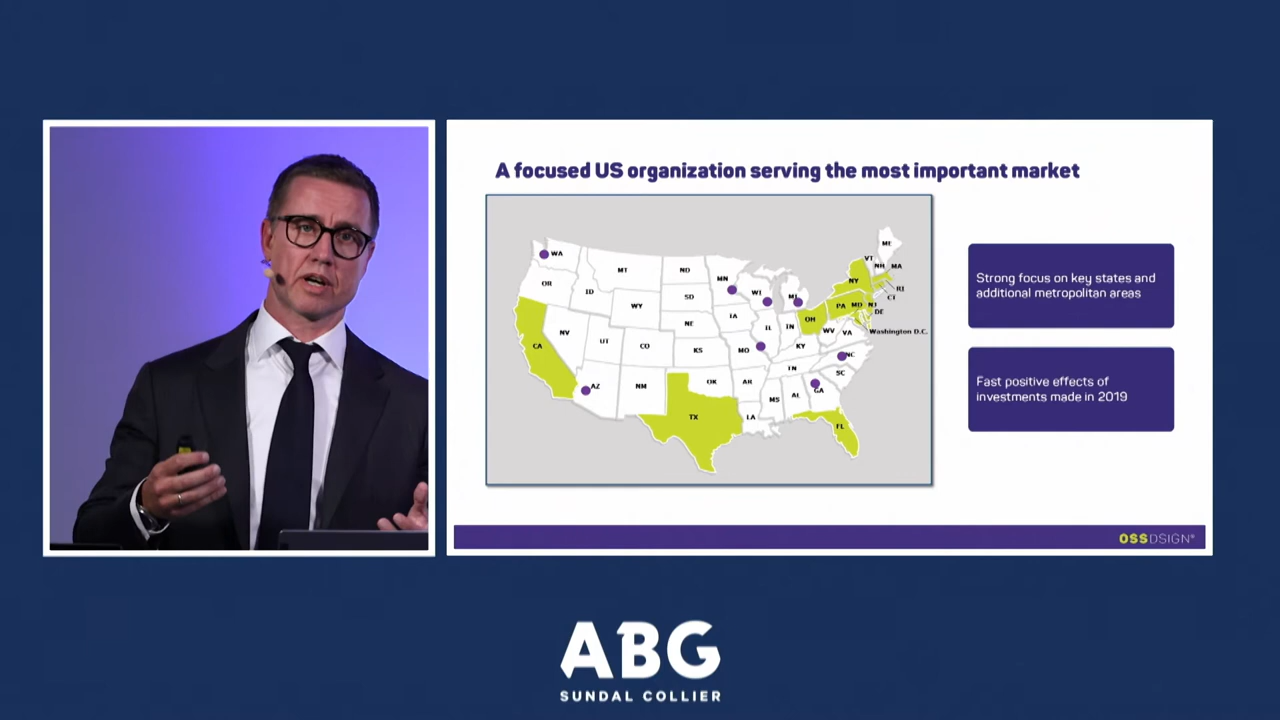 A focused US organization serving the most important market
WA
OR
CA
NV
ID
MT
WY
UT
AZ
CO
NM
ND
SD
NE
KS
OK
TX
MN
IA
MO
AR
LA
WI
IL
MI
IN
OH
KY
TN
MS
AL
GA
FL
SC
NC
VA
WV
PA
NY
VT
NH
ME
MA
RI
CT
NJ
DE
MD
Washington D.C.
Strong focus on key states and
additional metropolitan areas
Fast positive effects of
investments made in 2019
OSSDSIGN®
ABG
SUNDAL COLLIER